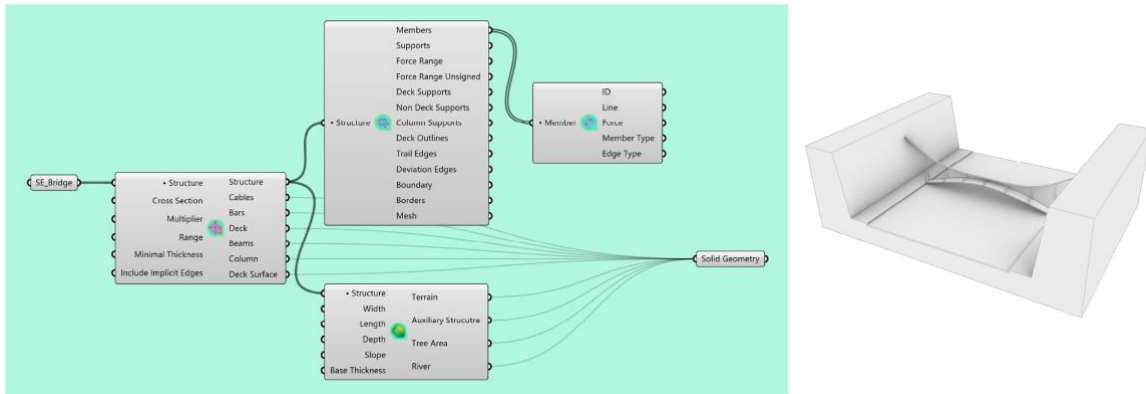 SE_Bridge
• Structure
Cross Section
Multiplier
Range
Minimal Thickness
Include Implicit Edges
Structure
Cables
Bars
Deck
Beams
Column
Deck Surface
• Structure
Members
Supports
Force Range
Force Range Unsigned
Deck Supports
Non Deck Supports
Column Supports
Deck Outlines
Trail Edges
Deviation Edges
Boundary
Borders
Mesh
• Member
ID
Line
Force
Member Type
Edge Type
• Structure
Width
Length
Depth
Slope
Base Thickness
Terrain
Auxiliary Strucutre
Tree Area
River
Solid Geometry